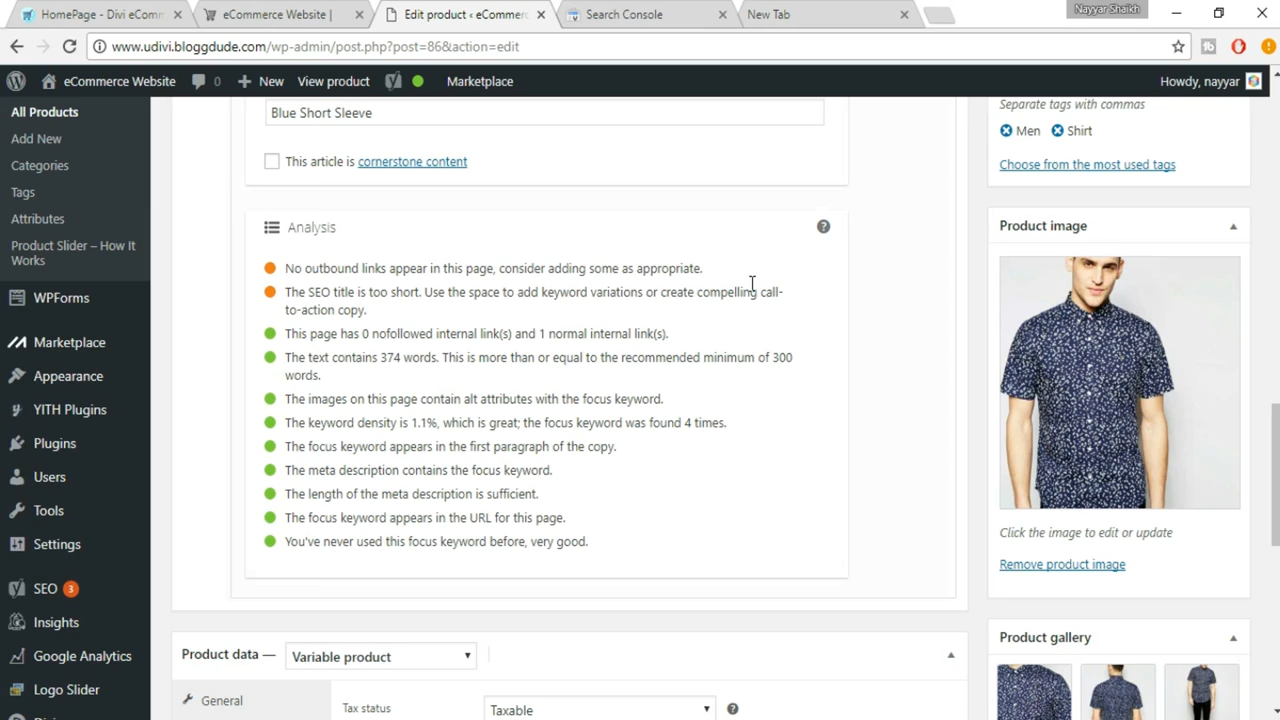 HomePage - Divi eComm
eCommerce Website |
Edit product ‹ eCommerc
Search Console
New Tab
Nayyar Shaikh
www.udivi.bloggdude.com/wp-admin/post.php?post=86&action=edit
eCommerce Website
0
New
View product
Marketplace
Howdy, nayyar
All Products
Add New
Categories
Tags
Attributes
Product Slider – How It
Works
WPForms
Marketplace
Appearance
YITH Plugins
Plugins
Users
Tools
Settings
SEO 3
Insights
Google Analytics
Logo Slider
Blue Short Sleeve
This article is cornerstone content
Analysis
No outbound links appear in this page, consider adding some as appropriate.
The SEO title is too short. Use the space to add keyword variations or create compelling call-
to-action copy.
This page has 0 nofollowed internal link(s) and 1 normal internal link(s).
The text contains 374 words. This is more than or equal to the recommended minimum of 300
words.
The images on this page contain alt attributes with the focus keyword.
The keyword density is 1.1%, which is great; the focus keyword was found 4 times.
The focus keyword appears in the first paragraph of the copy.
The meta description contains the focus keyword.
The length of the meta description is sufficient.
The focus keyword appears in the URL for this page.
You've never used this focus keyword before, very good.
Product data —
Variable product
General
Tax status
Taxable
Separate tags with commas
Men
Shirt
Choose from the most used tags
Product image
Click the image to edit or update
Remove product image
Product gallery